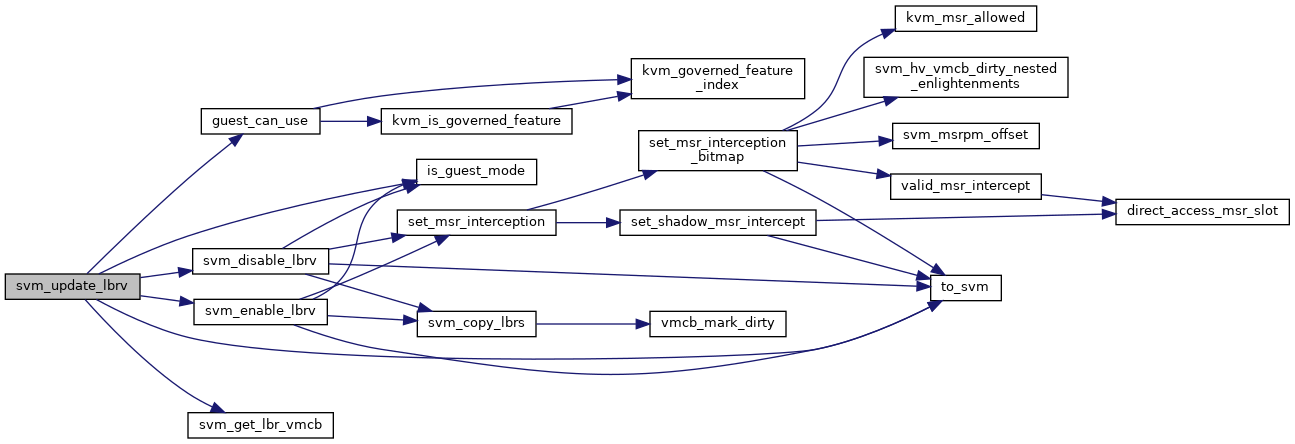 kvm_msr_allowed
svm_hv_vmcb_dirty_nested
_enlightenments
kvm_governed_feature
_index
guest_can_use
kvm_is_governed_feature
svm_msrpm_offset
set_msr_interception
_bitmap
is_guest_mode
valid_msr_intercept
direct_access_msr_slot
set_msr_interception
set_shadow_msr_intercept
svm_disable_lbrv
svm_update_lbrv
to_svm
svm_enable_lbrv
svm_copy_lbrs
vmcb_mark_dirty
svm_get_lbr_vmcb